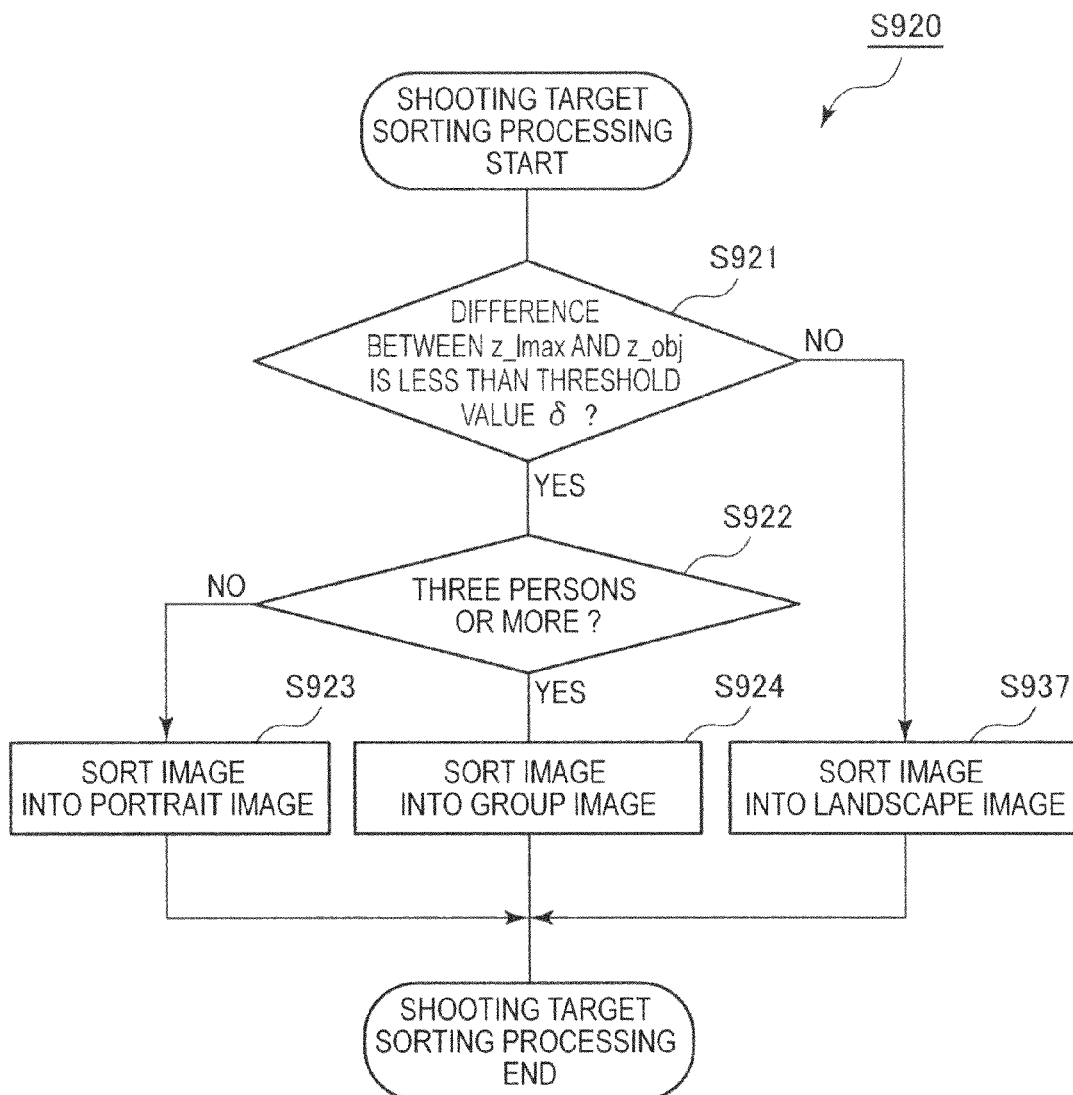 S920
SHOOTING TARGET
SORTING PROCESSING
START
S921
DIFFERENCE
BETWEEN z_lmax AND z_obj
IS LESS THAN THRESHOLD
VALUE δ ?
NO
YES
S922
NO
THREE PERSONS
OR MORE ?
YES
S923
SORT IMAGE
INTO PORTRAIT IMAGE
S924
SORT IMAGE
INTO GROUP IMAGE
S937
SORT IMAGE
INTO LANDSCAPE IMAGE
SHOOTING TARGET
SORTING PROCESSING
END